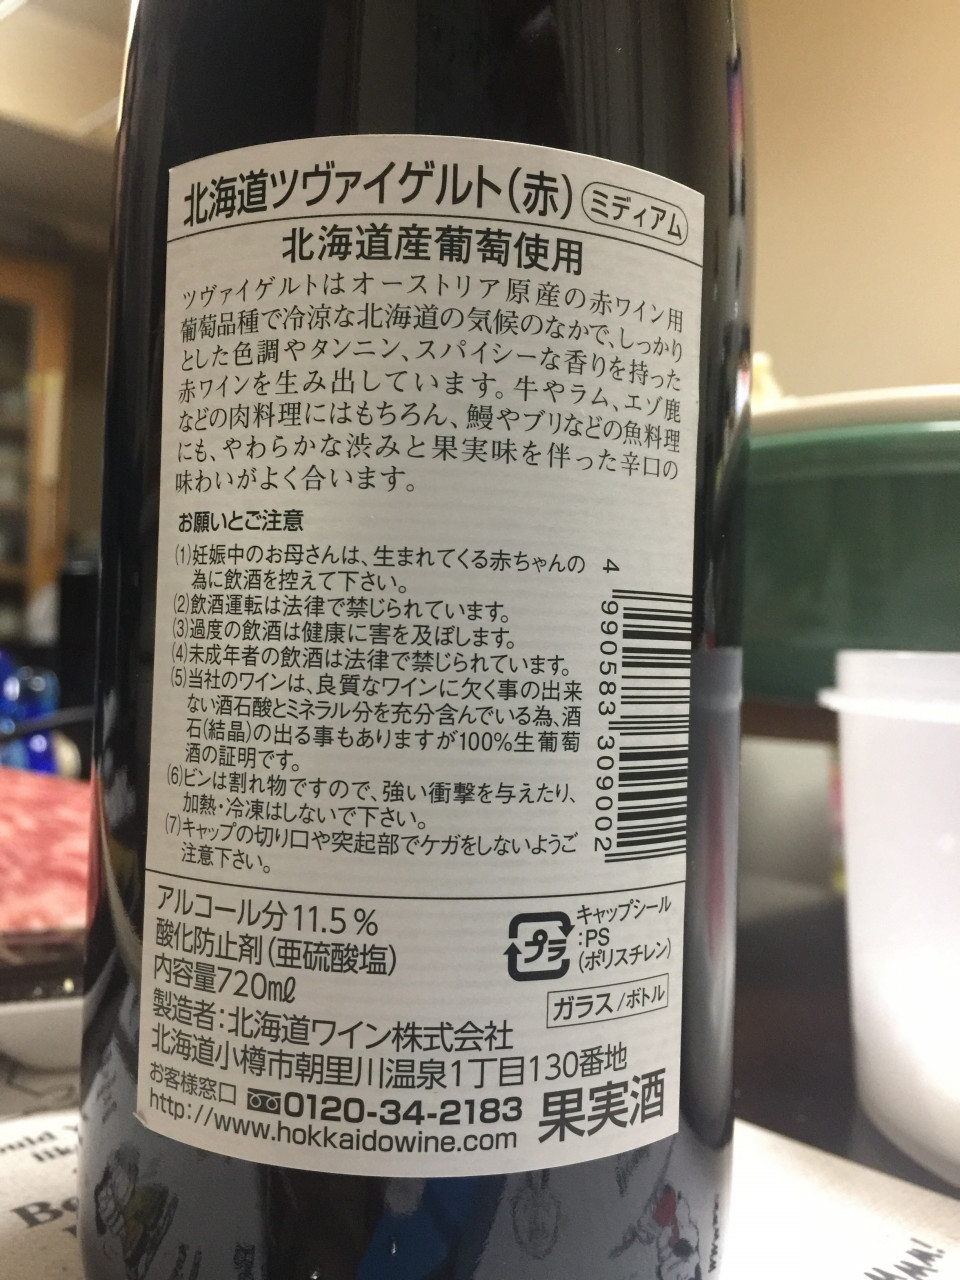 北海道ツヴァイゲルト(赤) ミディアム
北海道産葡萄使用
ツヴァイゲルトはオーストリア原産の赤ワイン用
葡萄品種で冷涼な北海道の気候のなかで、しっかり
とした色調やタンニン、スパイシーな香りを持った
赤ワインを生み出しています。牛やラム、エゾ鹿
などの肉料理にはもちろん、鰻やブリなどの魚料理
にも、やわらかな渋みと果実味を伴った辛口の
味わいがよく合います。
お願いとご注意
(1)妊娠中のお母さんは、生まれてくる赤ちゃんの
為に飲酒を控えて下さい。
(2)飲酒運転は法律で禁じられています。
(3)過度の飲酒は健康に害を及ぼします。
(4)未成年者の飲酒は法律で禁じられています。
(5)当社のワインは、良質なワインに欠く事の出来
ない酒石酸とミネラル分を充分含んでいる為、酒
石(結晶)の出る事もありますが100%生葡萄
酒の証明です。
(6)ビンは割れ物ですので、強い衝撃を与えたり、
加熱・冷凍はしないで下さい。
(7)キャップの切り口や突起部でケガをしないようご
注意下さい。
4 990583 309002
アルコール分11.5%
酸化防止剤(亜硫酸塩)
内容量720㎖
製造者:北海道ワイン株式会社
北海道小樽市朝里川温泉1丁目130番地
お客様窓口 0120-34-2183
http://www.hokkaidowine.com
プラ
キャップシール
:PS
(ポリスチレン)
ガラス/ボトル
果実酒